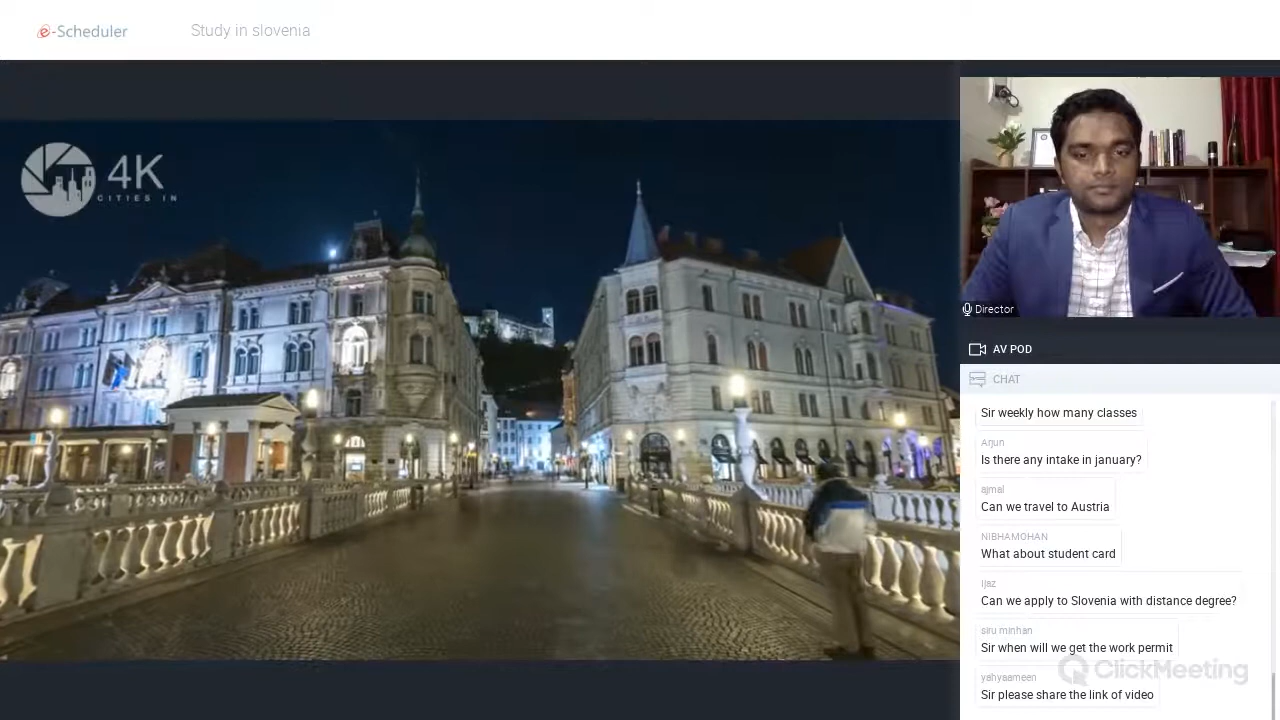 e-Scheduler
Study in slovenia
4K
CITIES IN
Director
AV POD
CHAT
Sir weekly how many classes
Arjun
Is there any intake in january?
ajmal
Can we travel to Austria
NIBHAMOHAN
What about student card
Ijaz
Can we apply to Slovenia with distance degree?
siru minhan
Sir when will we get the work permit
ClickMeeting
yahyaameen
Sir please share the link of video